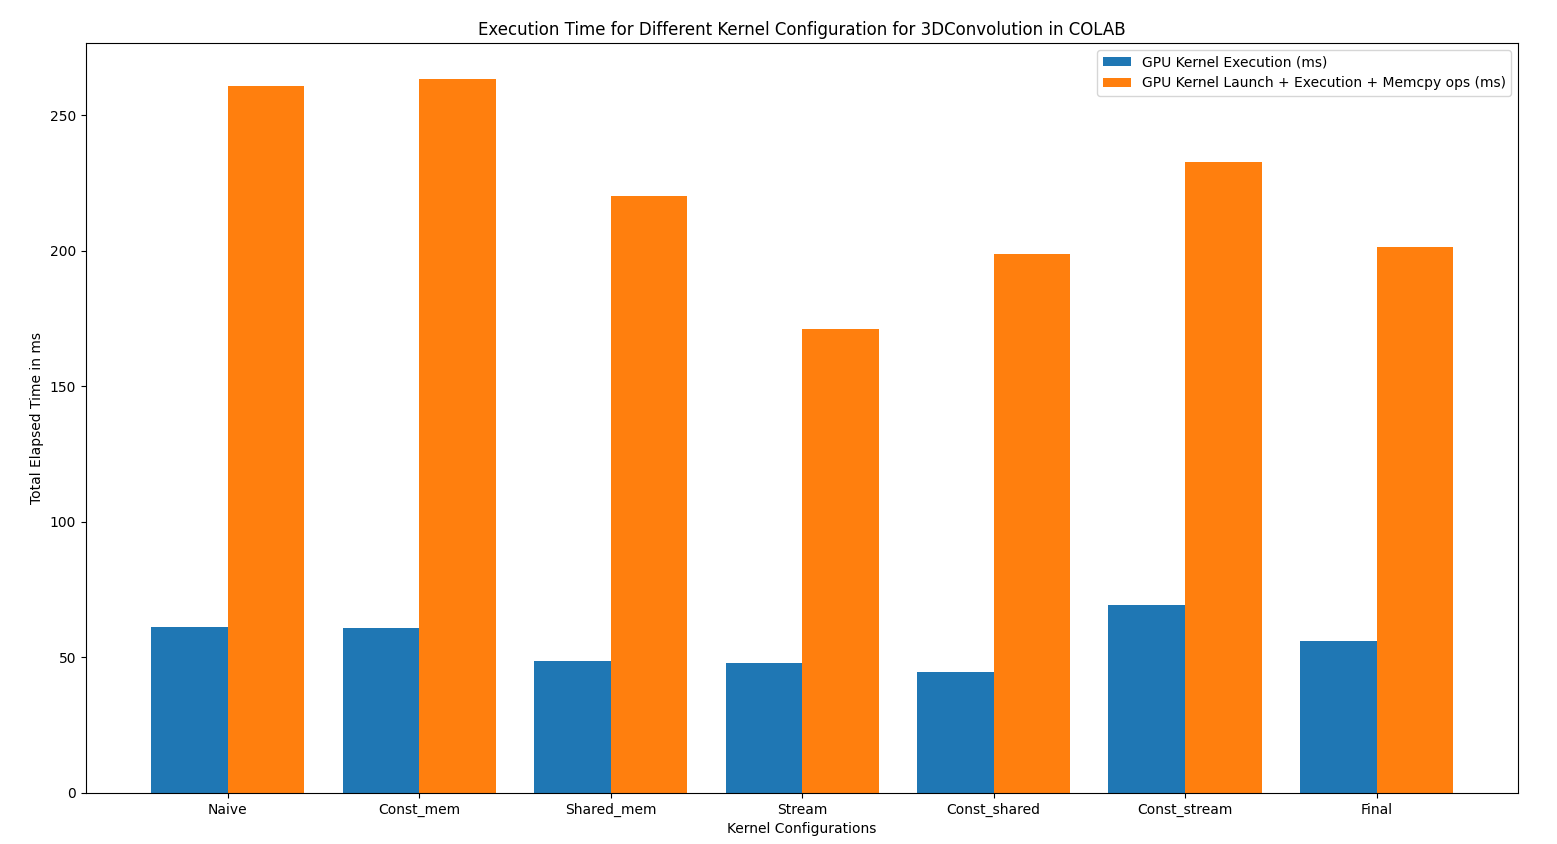 Execution Time for Different Kernel Configuration for 3DConvolution in COLAB
GPU Kernel Execution (ms)
GPU Kernel Launch + Execution + Memcpy ops (ms)
Total Elapsed Time in ms
250
200
150
100
50
0
Naive
Const_mem
Shared_mem
Stream
Const_shared
Const_stream
Final
Kernel Configurations